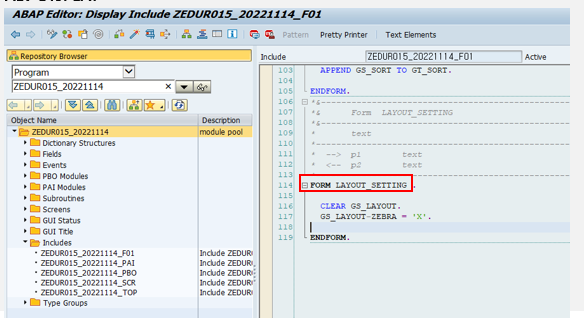 ABAP Editor: Display Include ZEDUR015_20221114_F01
Pattern Pretty Printer Text Elements
Repository Browser
Program
ZEDUR015_20221114
Object Name Description
ZEDUR015_20221114 module pool
Dictionary Structures
Fields
Events
PBO Modules
PAI Modules
Subroutines
Screens
GUI Status
GUI Title
Includes
ZEDUR015_20221114_F01 Include ZEDUR
ZEDUR015_20221114_PAI Include ZEDUR
ZEDUR015_20221114_PBO Include ZEDUR
ZEDUR015_20221114_SCR Include ZEDUR
ZEDUR015_20221114_TOP Include ZEDUR
Type Groups
Include ZEDUR015_20221114_F01 Active
103 APPEND GS_SORT TO GT_SORT.
104
105 ENDFORM.
106 *&---------------------------------------------------------------------
107 *& Form LAYOUT_SETTING
108 *&---------------------------------------------------------------------
109 * text
110 *----------------------------------------------------------------------
111 * --> p1 text
112 * <-- p2 text
113 *----------------------------------------------------------------------
114 FORM LAYOUT_SETTING .
115
116 CLEAR GS_LAYOUT.
117 GS_LAYOUT-ZEBRA = 'X'.
118
119 ENDFORM.